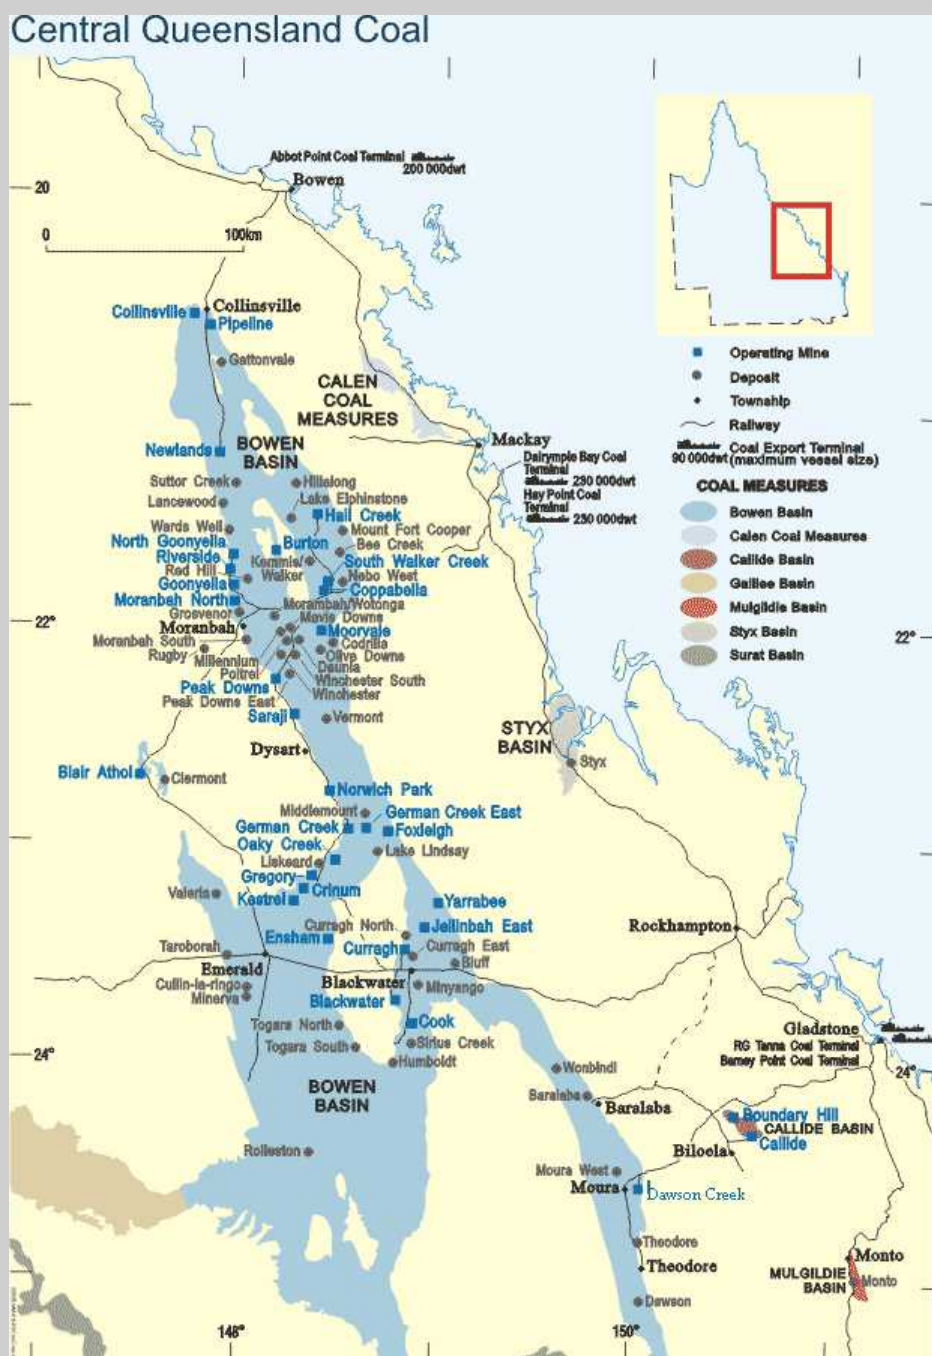 Central Queensland Coal
Abbot Point Coal Terminal
200 000dwt
Bowen
20
0 100km
Collinsville
Collinsville
Pipeline
Gattonvale
CALEN
COAL
MEASURES
BOWEN
BASIN
Newlands
Mackay
Dalrymple Bay Coal
Terminal
230 000dwt
Hay Point Coal
Terminal
230 000dwt
Suttor Creek
Hillalong
Lancewood
Lake Elphinstone
Hail Creek
Wards Well
Mount Fort Cooper
North Goonyella
Burton
Bee Creek
Riverside
Kemmis/
Walker
South Walker Creek
Red Hill
Nebo West
Goonyella
Coppabella
Moranbah North
Morambah/Wotonga
Grosvenor
Mavis Downs
Moranbah
Moorvale
Moranbah South
Codrilla
Rugby
Olive Downs
Millennium
Daunia
Poitrel
Winchester South
Peak Downs
Winchester
Peak Downs East
Saraji
Vermont
22°
22°
Dysart
STYX
BASIN
Styx
Blair Athol
Clermont
Norwich Park
Middlemount
German Creek East
German Creek
Foxleigh
Oaky Creek
Lake Lindsay
Liskeard
Gregory
Crinum
Valeria
Kestrel
Yarrabee
Curragh North
Jellinbah East
Rockhampton
Ensham
Curragh
Curragh East
Taroborah
Bluff
Emerald
Blackwater
Minyango
Cullin-la-ringo
Minerva
Blackwater
Togara North
Cook
Togara South
Sirius Creek
Humboldt
Gladstone
RG Tanna Coal Terminal
Barney Point Coal Terminal
24°
24°
Wonbindi
BOWEN
BASIN
Baralaba
Baralaba
Boundary Hill
CALLIDE BASIN
Callide
Biloela
Rolleston
Moura West
Moura
Dawson Creek
Theodore
Theodore
Monto
MULGILDIE
BASIN
Monto
Dawson
148°
150°
Operating Mine
Deposit
Township
Railway
Coal Export Terminal
90 000dwt (maximum vessel size)
COAL MEASURES
Bowen Basin
Calen Coal Measures
Callide Basin
Galilee Basin
Mulgildie Basin
Styx Basin
Surat Basin